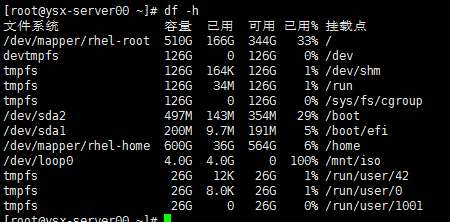 [root@ysx-server00 ~]# df -h
文件系统 容量 已用 可用 已用% 挂载点
/dev/mapper/rhel-root 510G 166G 344G 33% /
devtmpfs 126G 0 126G 0% /dev
tmpfs 126G 164K 126G 1% /dev/shm
tmpfs 126G 34M 126G 1% /run
tmpfs 126G 0 126G 0% /sys/fs/cgroup
/dev/sda2 497M 143M 354M 29% /boot
/dev/sda1 200M 9.7M 191M 5% /boot/efi
/dev/mapper/rhel-home 600G 36G 564G 6% /home
/dev/loop0 4.0G 4.0G 0 100% /mnt/iso
tmpfs 26G 12K 26G 1% /run/user/42
tmpfs 26G 8.0K 26G 1% /run/user/0
tmpfs 26G 0 26G 0% /run/user/1001
[root@ysx-server00 ~]#